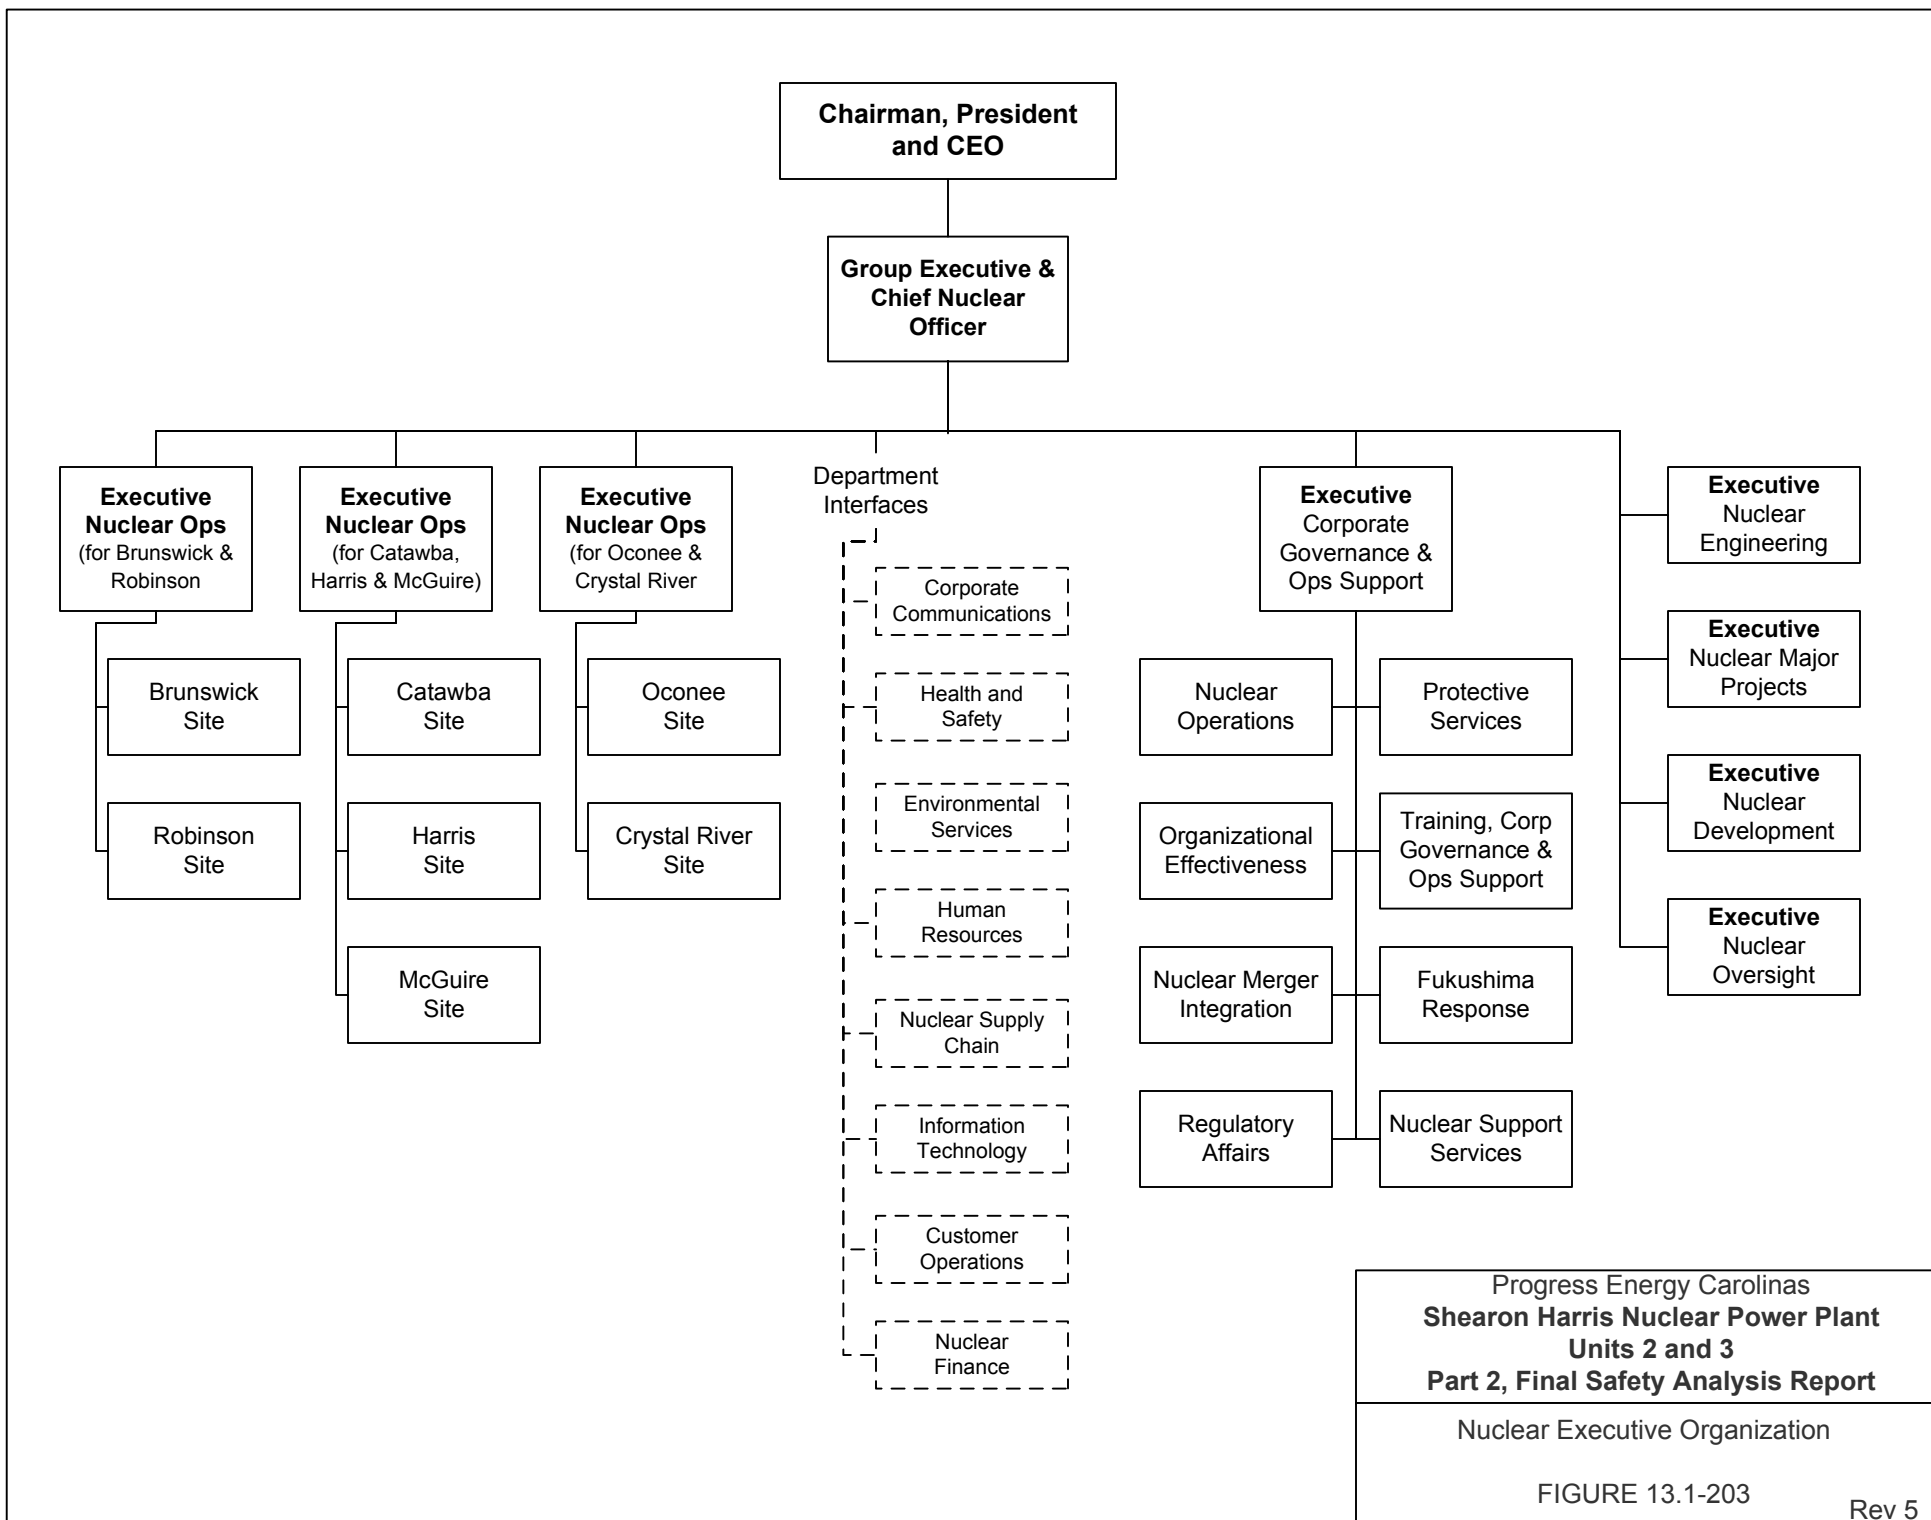 Chairman, President
and CEO
Group Executive &
Chief Nuclear
Officer
Executive
Nuclear Ops
(for Brunswick &
Robinson
Brunswick
Site
Robinson
Site
Executive
Nuclear Ops
(for Catawba,
Harris & McGuire)
Catawba
Site
Harris
Site
McGuire
Site
Executive
Nuclear Ops
(for Oconee &
Crystal River
Oconee
Site
Crystal River
Site
Department
Interfaces
Corporate
Communications
Health and
Safety
Environmental
Services
Human
Resources
Nuclear Supply
Chain
Information
Technology
Customer
Operations
Nuclear
Finance
Executive
Corporate
Governance &
Ops Support
Nuclear
Operations
Protective
Services
Organizational
Effectiveness
Training, Corp
Governance &
Ops Support
Nuclear Merger
Integration
Fukushima
Response
Regulatory
Affairs
Nuclear Support
Services
Executive
Nuclear
Engineering
Executive
Nuclear Major
Projects
Executive
Nuclear
Development
Executive
Nuclear
Oversight
Progress Energy Carolinas
Shearon Harris Nuclear Power Plant
Units 2 and 3
Part 2, Final Safety Analysis Report
Nuclear Executive Organization
FIGURE 13.1-203
Rev 5